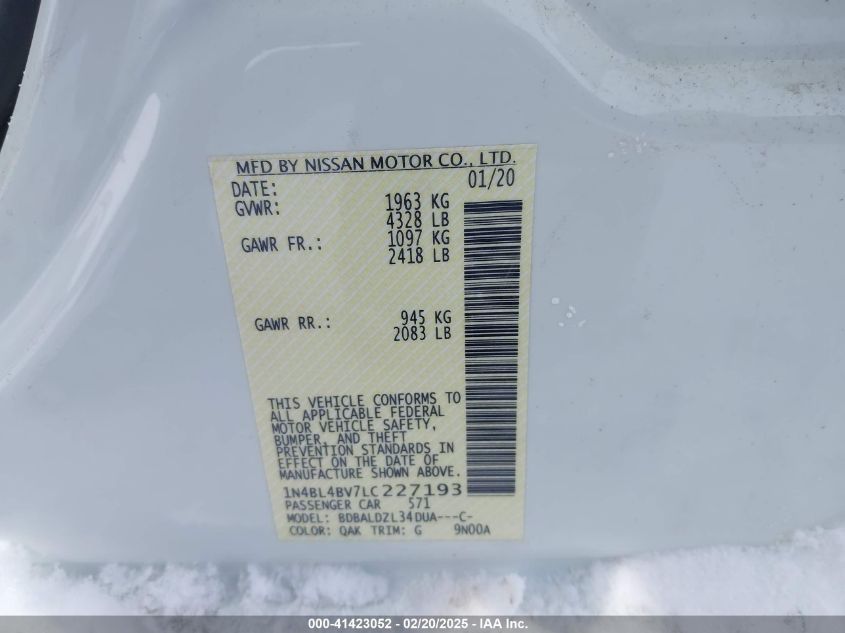 MFD BY NISSAN MOTOR CO., LTD.
DATE: 01/20
GVWR: 1963 KG
4328 LB
GAWR FR.: 1097 KG
2418 LB
GAWR RR.: 945 KG
2083 LB
THIS VEHICLE CONFORMS TO
ALL APPLICABLE FEDERAL
MOTOR VEHICLE SAFETY,
BUMPER, AND THEFT
PREVENTION STANDARDS IN
EFFECT ON THE DATE OF
MANUFACTURE SHOWN ABOVE.
1N4BL4BV7LC227193
PASSENGER CAR 571
MODEL: BDBALDZL34DUA---C-
COLOR: QAK TRIM: G 9N00A
000-41423052 - 02/20/2025 - IAA Inc.